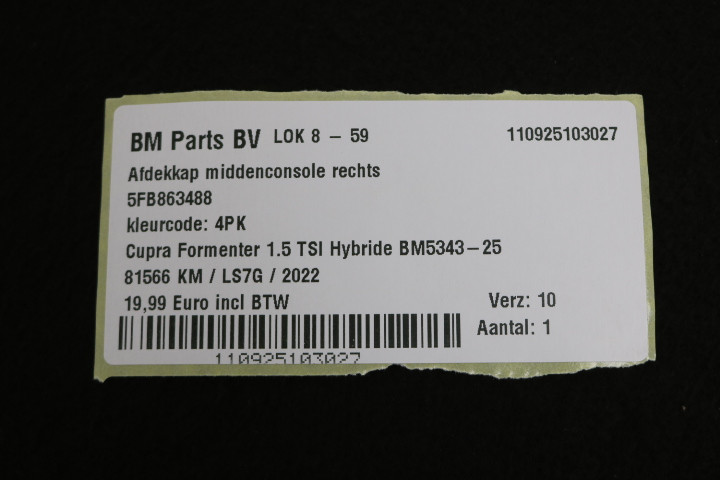 BM Parts BV LOK 8 - 59 110925103027
Afdekkap middenconsole rechts
5FB863488
kleurcode: 4PK
Cupra Formenter 1.5 TSI Hybride BM5343-25
81566 KM / LS7G / 2022
19,99 Euro incl BTW Verz: 10
Aantal: 1
110925103027